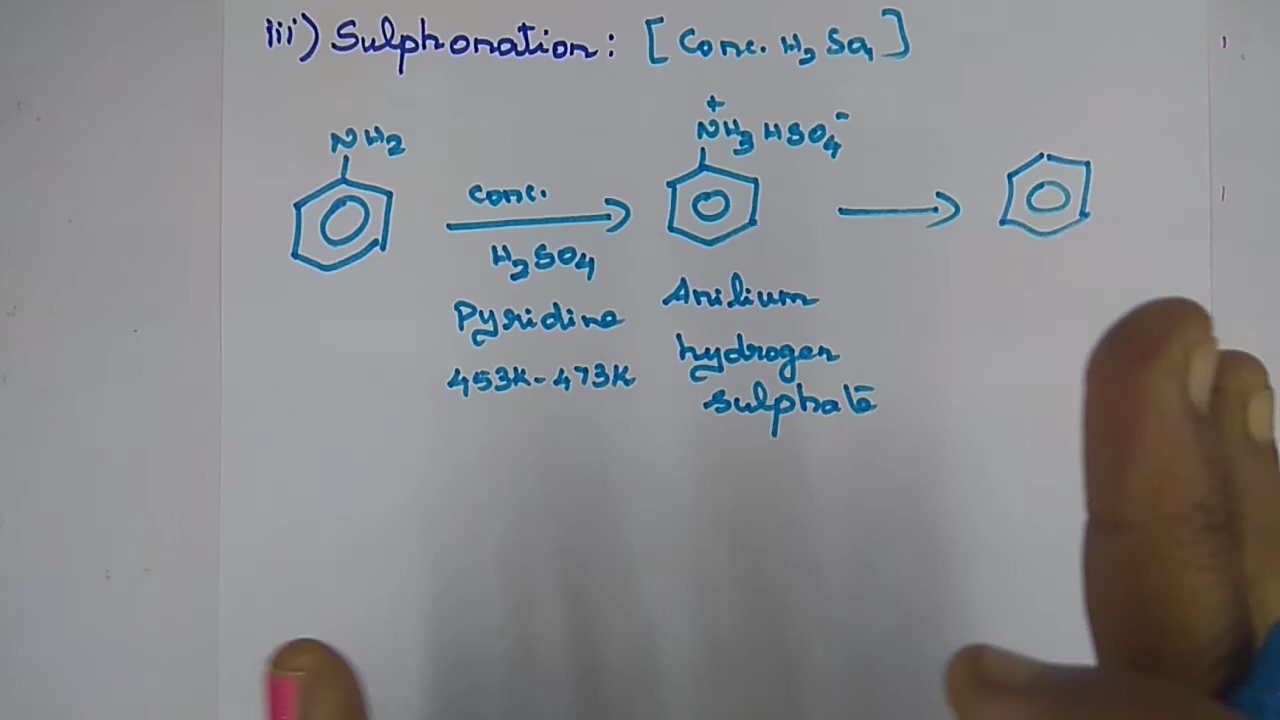 iii) Sulphonation: [Conc. H2SO4]
NH2
+
NH3 HSO4-
Conc.
H2SO4
Pyridine
453K-473K
Anilium
hydrogen
sulphate